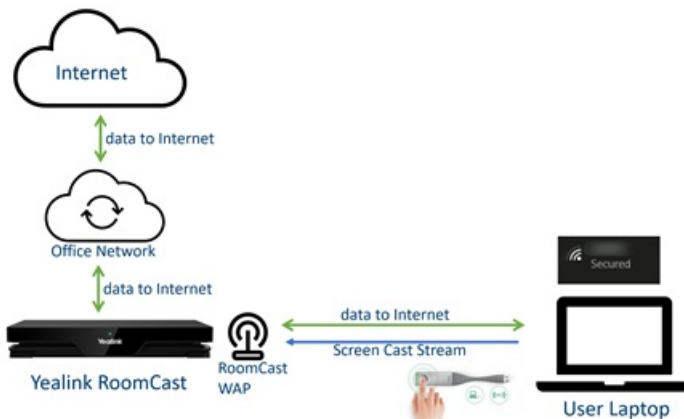 Internet
data to Internet
Office Network
data to Internet
Yealink
Yealink RoomCast
RoomCast
WAP
data to Internet
Screen Cast Stream
Secured
User Laptop